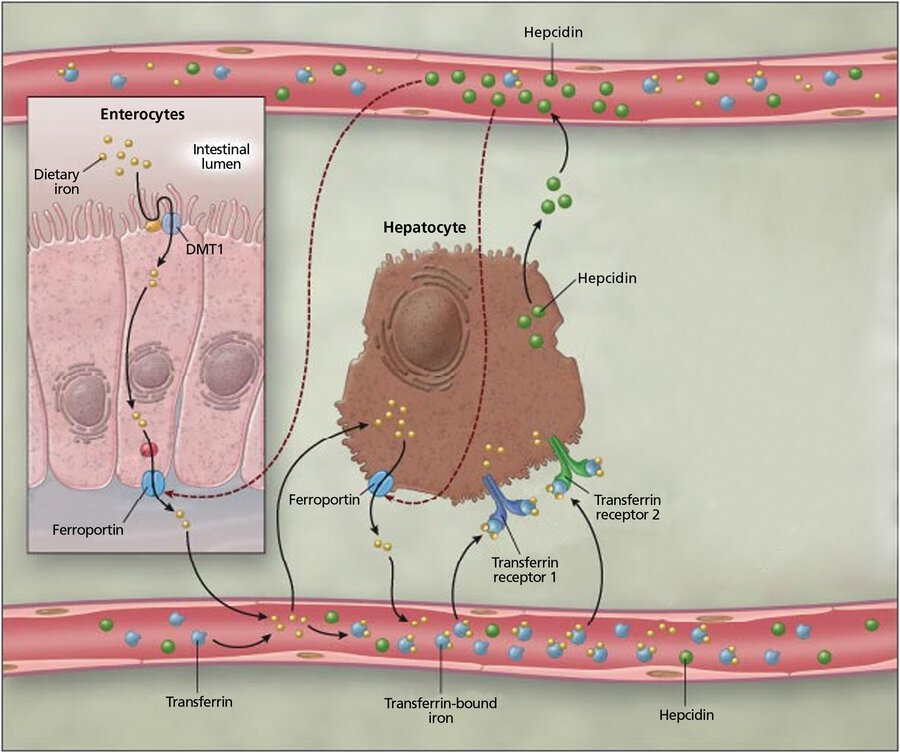 Hepcidin
Enterocytes
Intestinal
lumen
Dietary
iron
DMT1
Hepatocyte
Hepcidin
Ferroportin
Ferroportin
Transferrin
receptor 2
Transferrin
receptor 1
Transferrin
Transferrin-bound
iron
Hepcidin